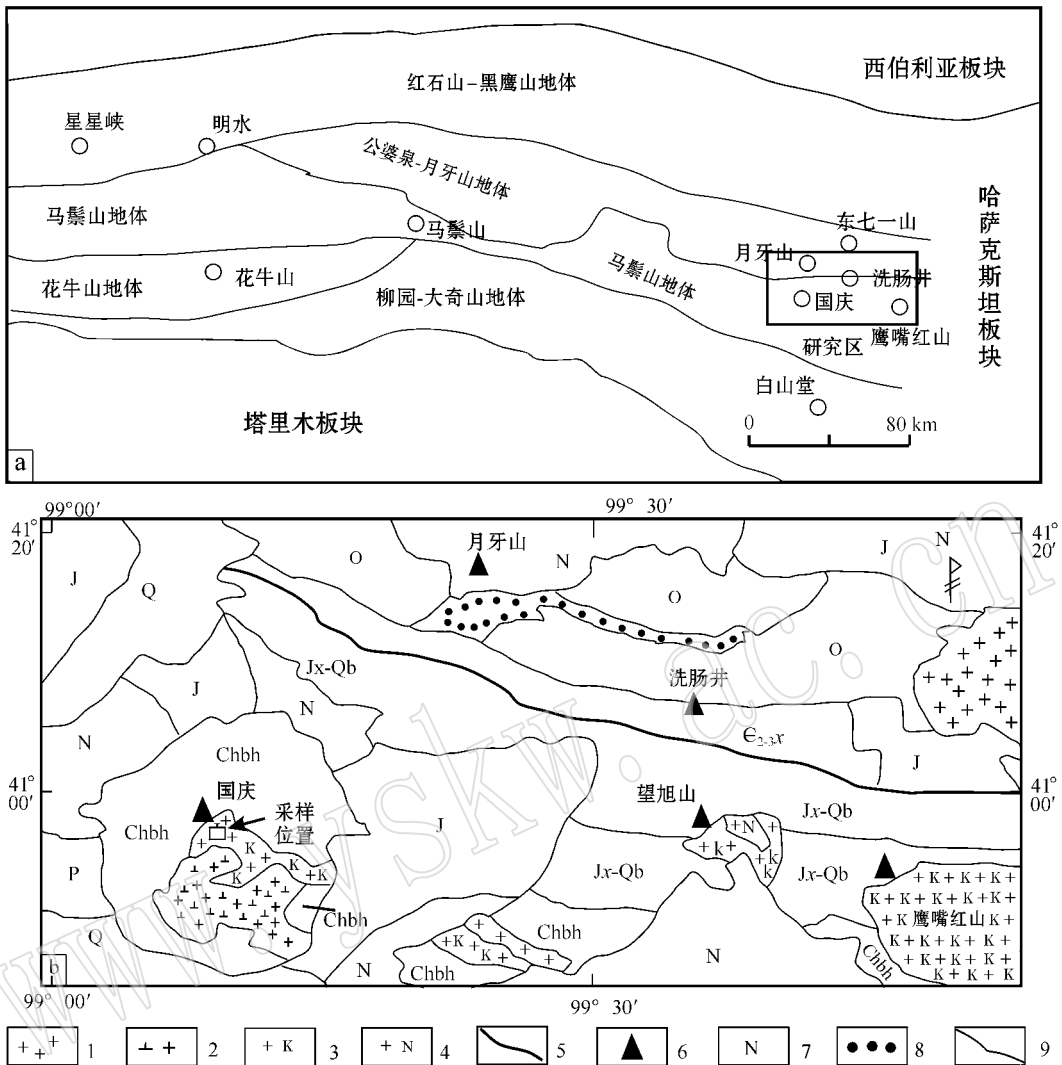 西伯利亚板块
红石山-黑鹰山地体
星星峡
明水
公婆泉-月牙山地体
哈萨克斯坦板块
马鬃山地体
马鬃山
东七一山
月牙山
花牛山地体
花牛山
柳园-大奇山地体
马鬃山地体
洗肠井
国庆
鹰嘴红山
研究区
白山堂
塔里木板块
0 80 km
a
99°00′ 99° 30′
41° 20′
41° 20′
月牙山
J
Q
O
N
J
N
O
O
Jx-Qb
洗肠井
J
N
N
Є2-3x
J
Chbh
41° 00′
41° 00′
国庆
采样位置
望旭山
Jx-Qb
Chbh
J
N
K
K
+K
k
k
k
P
Jx-Qb
Jx-Qb
Chbh
鹰嘴红山
Q
Chbh
K
K
Chbh
N
Chbh
N
b
+ K + K + K +
K + K + K + K + K
+ K
K +
K + K + K + K + K
K + K + K + K
K + K + K
99° 00′ 99° 30′
www.yskw.ac.cn
1 2 + K 3 + N 4 5 6 N 7 8 9